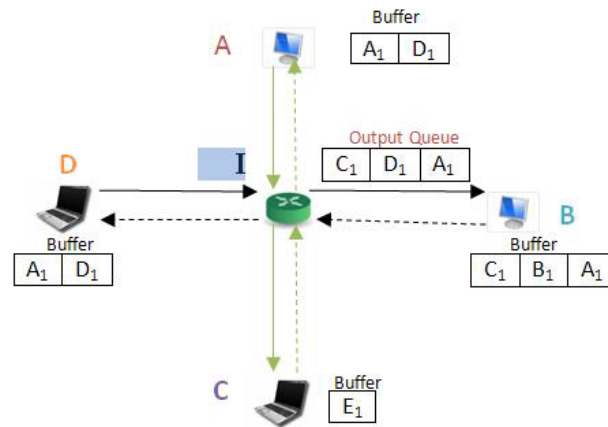 Buffer
A
A₁ D₁
Output Queue
D I C₁ D₁ A₁
B
Buffer Buffer
A₁ D₁ C₁ B₁ A₁
C Buffer
E₁